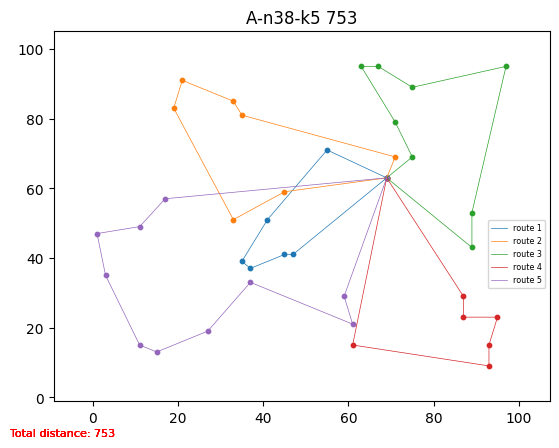 A-n38-k5 753
100
80
60
40
20
0
route 1
route 2
route 3
route 4
route 5
0 20 40 60 80 100
Total distance: 753